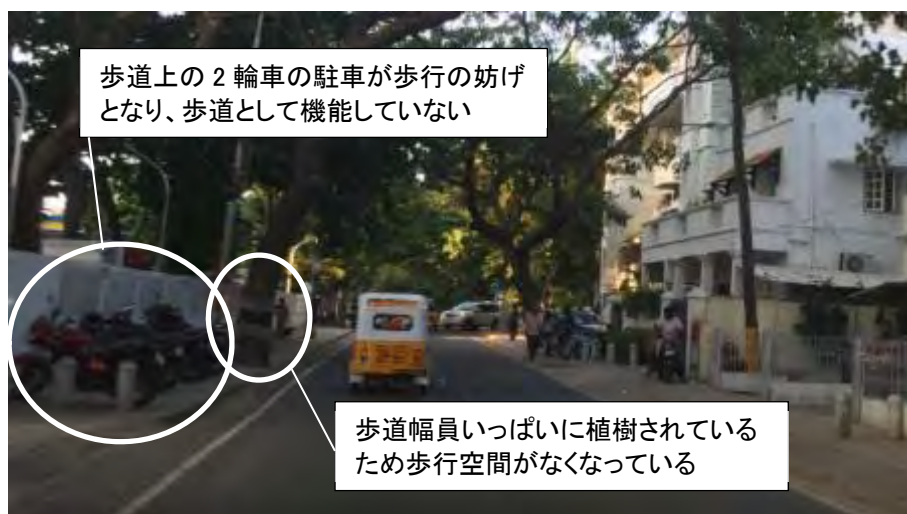 歩道上の 2 輪車の駐車が歩行の妨げ
となり、歩道として機能していない
歩道幅員いっぱいに植樹されている
ため歩行空間がなくなっている